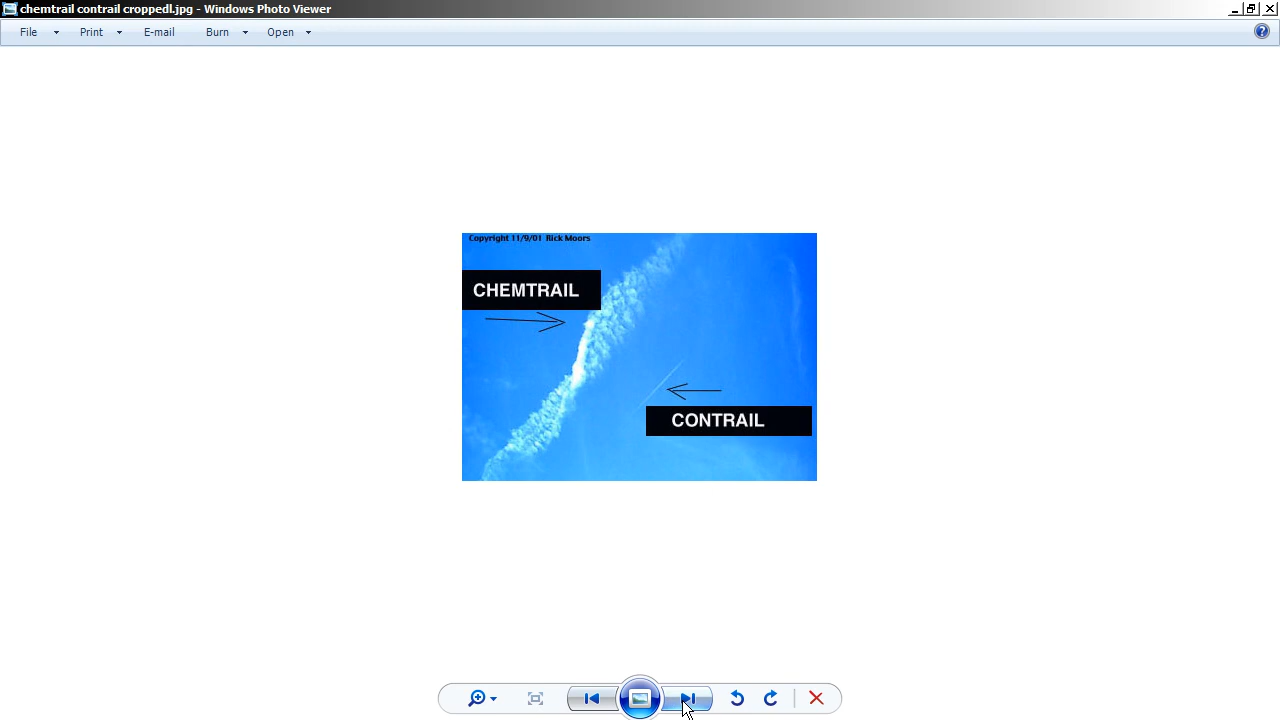 chemtrail contrail croppedl.jpg - Windows Photo Viewer
File Print E-mail Burn Open
Copyright 11/9/01 Rick Moors
CHEMTRAIL
CONTRAIL